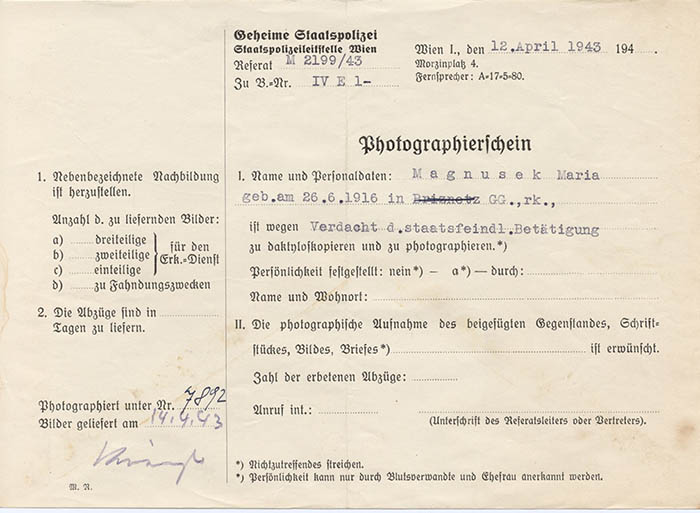 Geheime Staatspolizei
Staatspolizeileitstelle Wien
Referat M 2199/43
Zu B.=Nr. IV E 1-
Wien I., den 12.April 1943 194
Morzinplatz 4.
Fernsprecher: A=17=5=80.
Photographierschein
1. Nebenbezeichnete Nachbildung
ist herzustellen.
Anzahl d. zu liefernden Bilder:
a) dreiteilige
b) zweiteilige
c) einteilige
für den
Erk.=Dienst
d) zu Fahndungszwecken
2. Die Abzüge sind in
Tagen zu liefern.
Photographiert unter Nr. 7892
Bilder geliefert am 14.4.43
M. N.
I. Name und Personaldaten: Magnusek Maria
geb.am 26.6.1916 in Briznetz GG.,rk.,
ist wegen Verdacht d.staatsfeindl.Betätigung
zu daktyloskopieren und zu photographieren.*)
Persönlichkeit festgestellt: nein*) – a*) — durch:
Name und Wohnort:
II. Die photographische Aufnahme des beigefügten Gegenstandes, Schrift-
stückes, Bildes, Briefes*) ist erwünscht.
Zahl der erbetenen Abzüge:
Anruf int.:
(Unterschrift des Referatsleiters oder Vertreters).
*) Nichtzutreffendes streichen.
*) Persönlichkeit kann nur durch Blutsverwandte und Ehefrau anerkannt werden.